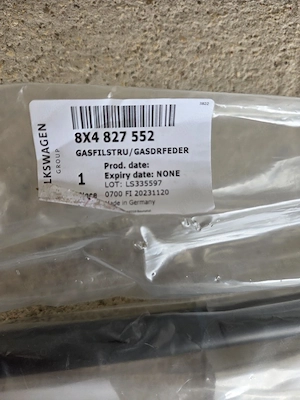 LKSWAGEN
GROUP
8X4 827 552
GASFILSTRU/GASDRFEDER
Prod. date:
1 Expiry date: NONE
LOT: LS335597
0700 FI 20231120
Made in Germany